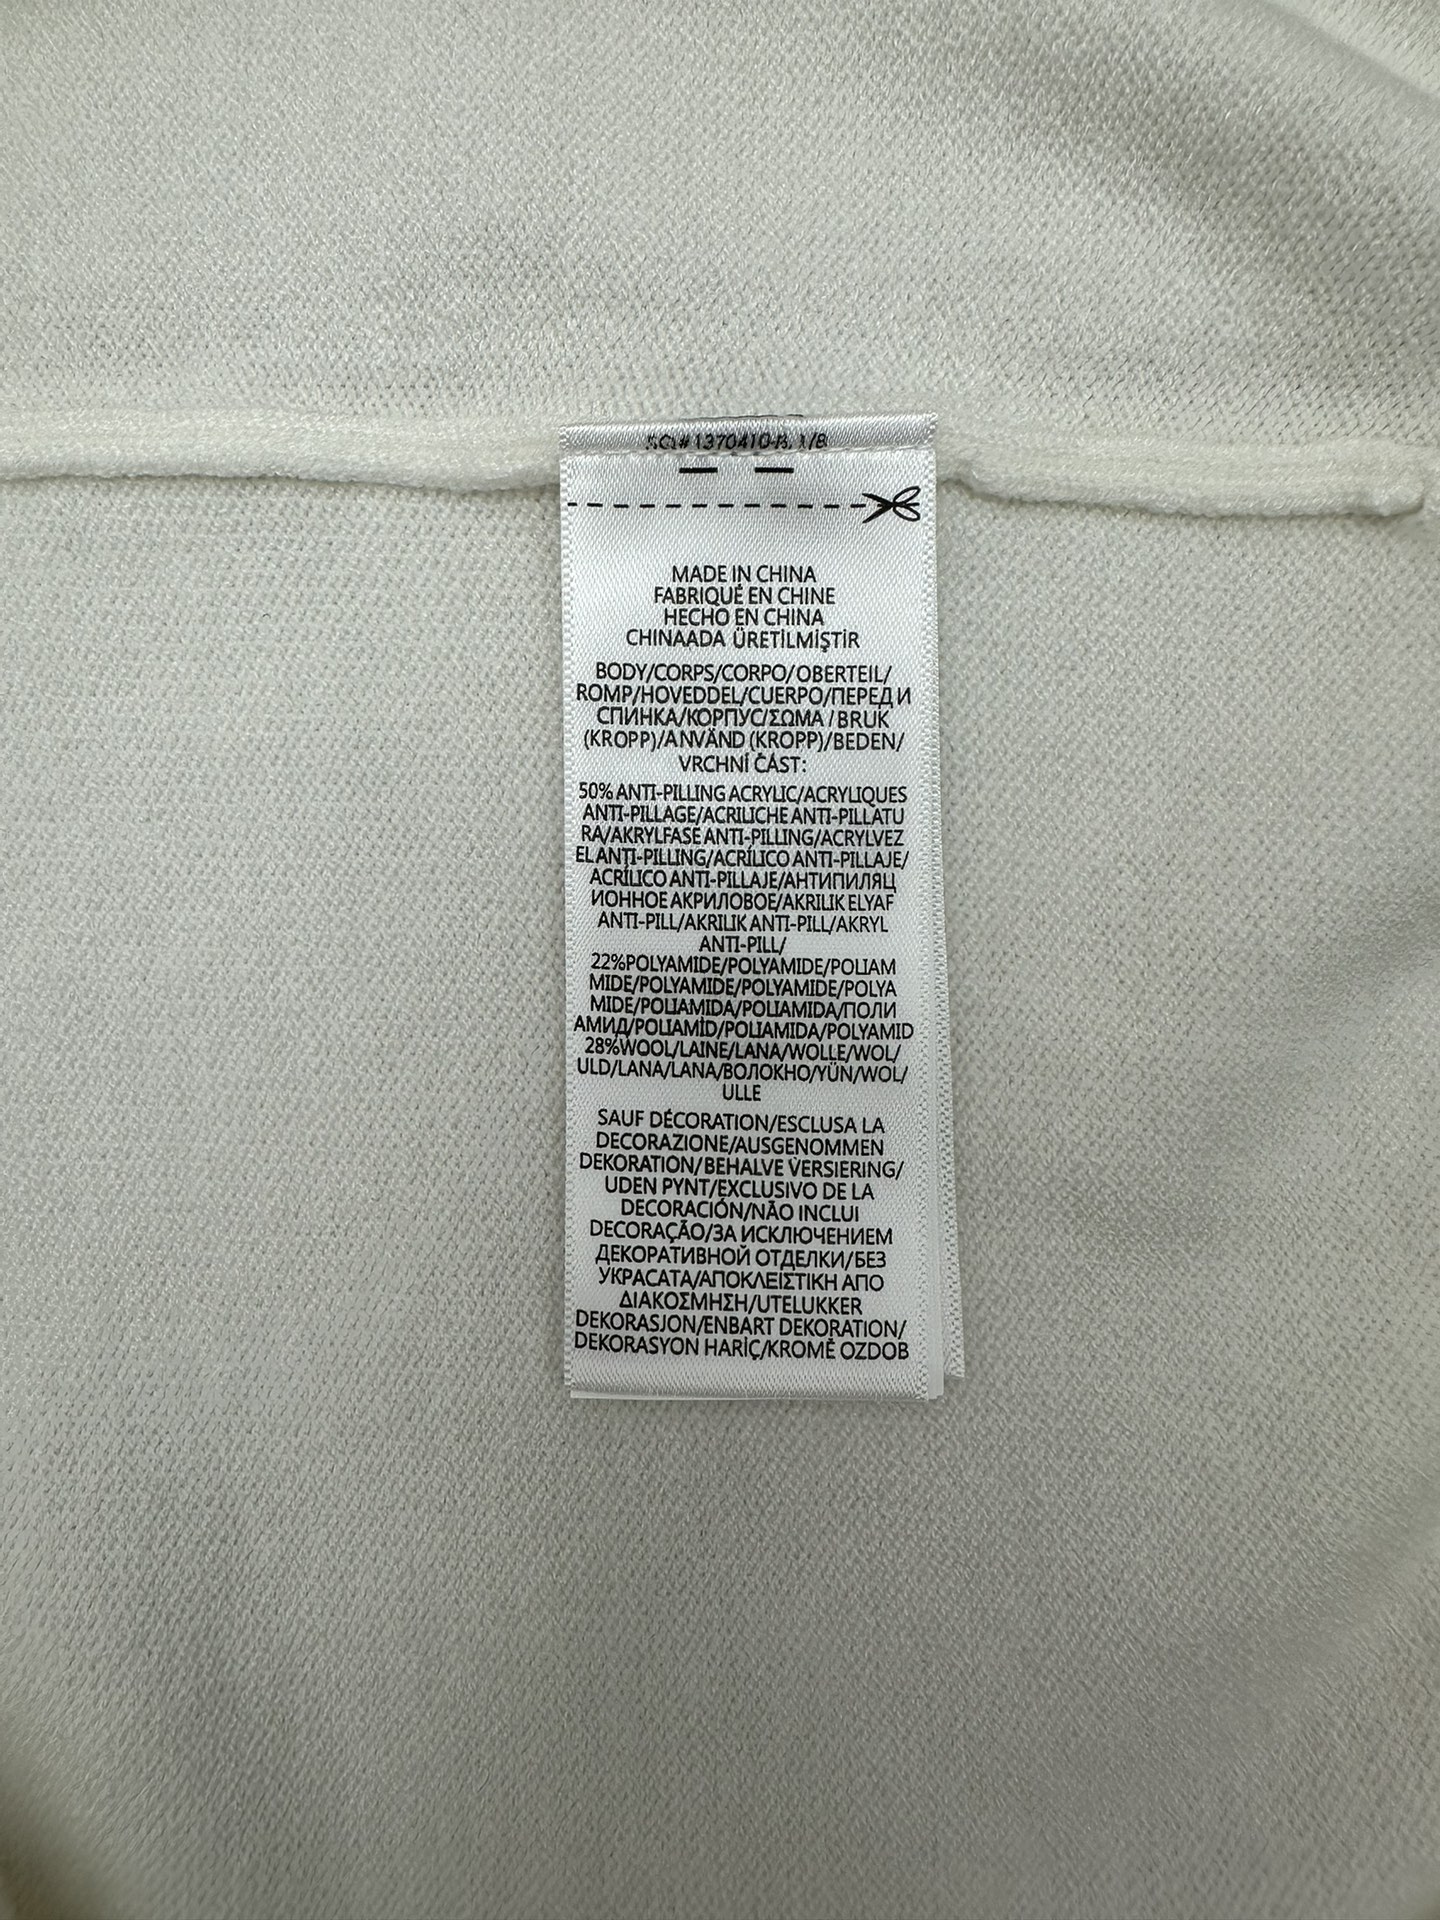 SO#1370410-B. 1/8
MADE IN CHINA
FABRIQUÉ EN CHINE
HECHO EN CHINA
CHINAADA ÜRETİLMİŞTİR
BODY/CORPS/CORPO/OBERTEIL/
ROMP/HOVEDDEL/CUERPO/ПЕРЕД И
СПИНКА/КОРПУС/ΣΩΜΑ/BRUK
(KROPP)/ANVÄND (KROPP)/BEDEN/
VRCHNÍ ČÁST:
50% ANTI-PILLING ACRYLIC/ACRYLIQUES
ANTI-PILLAGE/ACRILICHE ANTI-PILLATU
RA/AKRYLFASE ANTI-PILLING/ACRYLVEZ
EL ANTI-PILLING/ACRÍLICO ANTI-PILLAJE/
ACRÍLICO ANTI-PILLAJE/АНТИПИЛЯЦ
ИОННОЕ АКРИЛОВОЕ/AKRILIK ELYAF
ANTI-PILL/AKRILIK ANTI-PILL/AKRYL
ANTI-PILL/
22%POLYAMIDE/POLYAMIDE/POLIAM
MIDE/POLYAMIDE/POLYAMIDE/POLYA
MIDE/POLIAMIDA/POLIAMIDA/ПОЛИ
АМИД/POLIAMİD/POLIAMIDA/POLYAMID
28%WOOL/LAINE/LANA/WOLLE/WOL/
ULD/LANA/LANA/ВОЛОКНО/YÜN/WOL/
ULLE
SAUF DÉCORATION/ESCLUSA LA
DECORAZIONE/AUSGENOMMEN
DEKORATION/BEHALVE VERSIERING/
UDEN PYNT/EXCLUSIVO DE LA
DECORACIÓN/NÃO INCLUI
DECORAÇÃO/ЗА ИСКЛЮЧЕНИЕМ
ДЕКОРАТИВНОЙ ОТДЕЛКИ/БЕЗ
УКРАСАТА/ΑΠΟΚΛΕΙΣΤΙΚΗ ΑΠΟ
ΔΙΑΚΟΣΜΗΣΗ/UTELUKKER
DEKORASJON/ENBART DEKORATION/
DEKORASYON HARİÇ/KROMĚ OZDOB